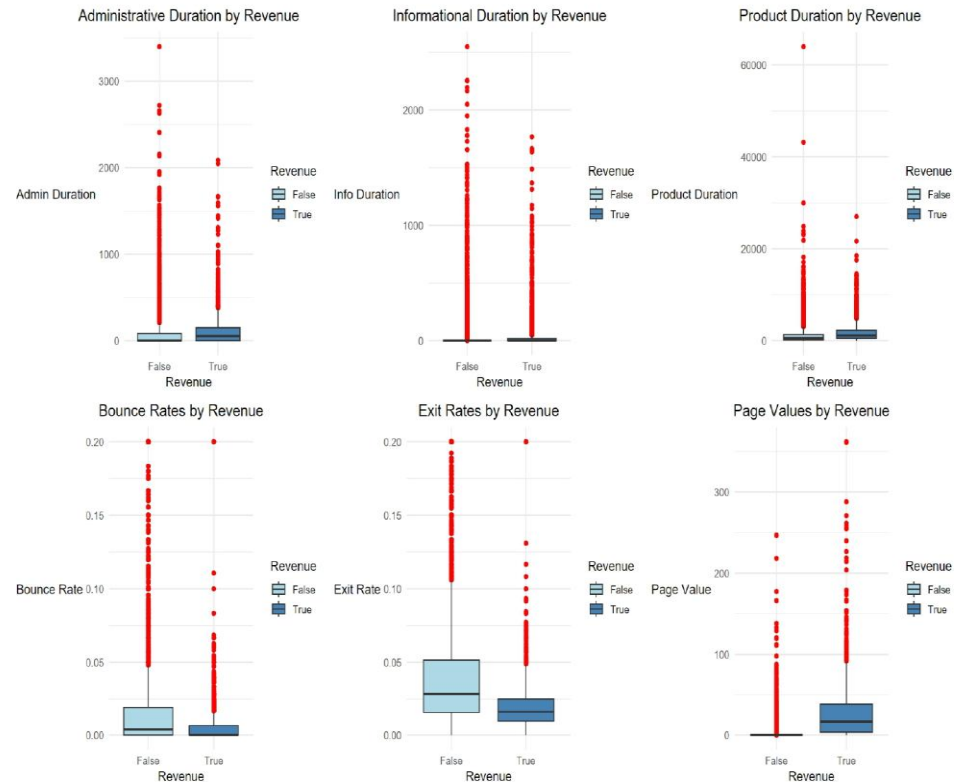 Administrative Duration by Revenue
3000
2000
1000
0
Admin Duration
False
True
Revenue
Revenue
False
True
Informational Duration by Revenue
2000
1000
0
Info Duration
False
True
Revenue
Revenue
False
True
Product Duration by Revenue
60000
40000
20000
0
Product Duration
False
True
Revenue
Revenue
False
True
Bounce Rates by Revenue
0.20
0.15
0.10
0.05
0.00
Bounce Rate
False
True
Revenue
Revenue
False
True
Exit Rates by Revenue
0.20
0.15
0.10
0.05
0.00
Exit Rate
False
True
Revenue
Revenue
False
True
Page Values by Revenue
300
200
100
0
Page Value
False
True
Revenue
Revenue
False
True